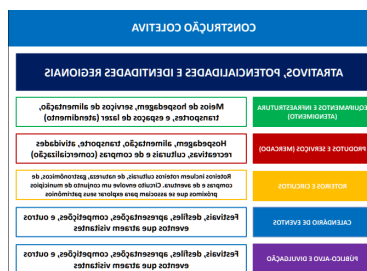 CONSTRUÇÃO COLETIVA
ATRATIVOS, POTENCIALIDADES E IDENTIDADES REGIONAIS
EQUIPAMENTOS E INFRAESTRUTURA
(ATENDIMENTO)
Meios de hospedagem, serviços de alimentação,
transportes, e espaços de lazer (atendimento)
PRODUTOS E SERVIÇOS (MERCADO)
Hospedagem, alimentação, transporte, atividades
recreativas, culturais e de compras (comercialização)
ROTEIROS E CIRCUITOS
Roteiros incluem roteiros culturais, de natureza, gastronômicos, de
compras e de aventura. Circuito envolve um conjunto de municípios
próximos que se associam para explorar seus patrimônios
CALENDÁRIO DE EVENTOS
Festivais, desfiles, apresentações, competições, e outros
eventos que atraem visitantes
PÚBLICO-ALVO E DIVULGAÇÃO
Festivais, desfiles, apresentações, competições, e outros
eventos que atraem visitantes